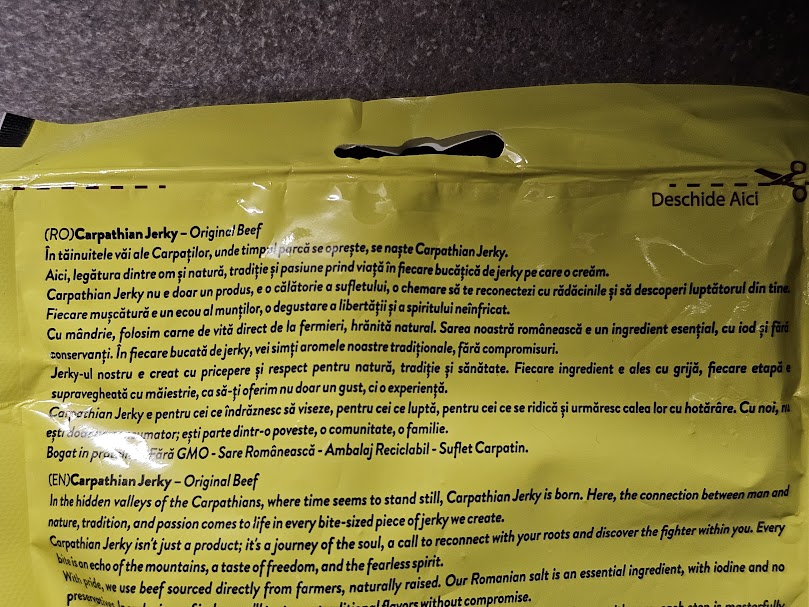 Deschide Aici
(RO)Carpathian Jerky – Original Beef
În tăinuitele văi ale Carpaților, unde timpul parcă se oprește, se naște Carpathian Jerky.
Aici, legătura dintre om și natură, tradiție și pasiune prind viață în fiecare bucățică de jerky pe care o creăm.
Carpathian Jerky nu e doar un produs, e o călătorie a sufletului, o chemare să te reconectezi cu rădăcinile și să descoperi luptătorul din tine.
Fiecare mușcătură e un ecou al munților, o degustare a libertății și a spiritului neînfricat.
Cu mândrie, folosim carne de vită direct de la fermieri, hrănită natural. Sarea noastră românească e un ingredient esențial, cu iod și fără
conservanți. În fiecare bucată de jerky, vei simți aromele noastre tradiționale, fără compromisuri.
Jerky-ul nostru e creat cu pricepere și respect pentru natură, tradiție și sănătate. Fiecare ingredient e ales cu grijă, fiecare etapă e
supravegheată cu măiestrie, ca să-ți oferim nu doar un gust, ci o experiență.
Carpathian Jerky e pentru cei ce îndrăznesc să viseze, pentru cei ce luptă, pentru cei ce se ridică și urmăresc calea lor cu hotărâre. Cu noi, nu
ești doar ; ești parte dintr-o poveste, o comunitate, o familie.
Bogat in - Fără GMO - Sare Românească - Ambalaj Reciclabil - Suflet Carpatin.
(EN)Carpathian Jerky – Original Beef
In the hidden valleys of the Carpathians, where time seems to stand still, Carpathian Jerky is born. Here, the connection between man and
nature, tradition, and passion comes to life in every bite-sized piece of jerky we create.
Carpathian Jerky isn't just a product; it's a journey of the soul, a call to reconnect with your roots and discover the fighter within you. Every
bite is an echo of the mountains, a taste of freedom, and the fearless spirit.
With pride, we use beef sourced directly from farmers, naturally raised. Our Romanian salt is an essential ingredient, with iodine and no
flavors without compromise.
each step is masterfully